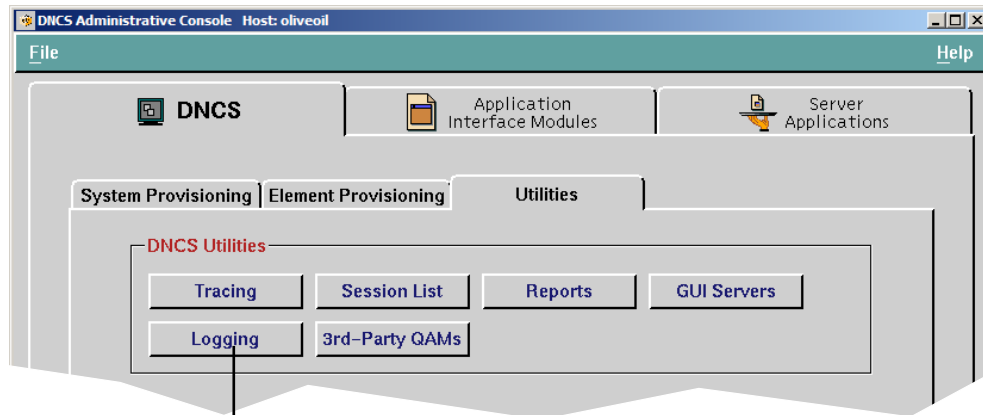 DNCS Administrative Console Host: oliveoil
File Help
DNCS
Application
Interface Modules
Server
Applications
System Provisioning Element Provisioning Utilities
DNCS Utilities
Tracing Session List Reports GUI Servers
Logging 3rd-Party QAMs